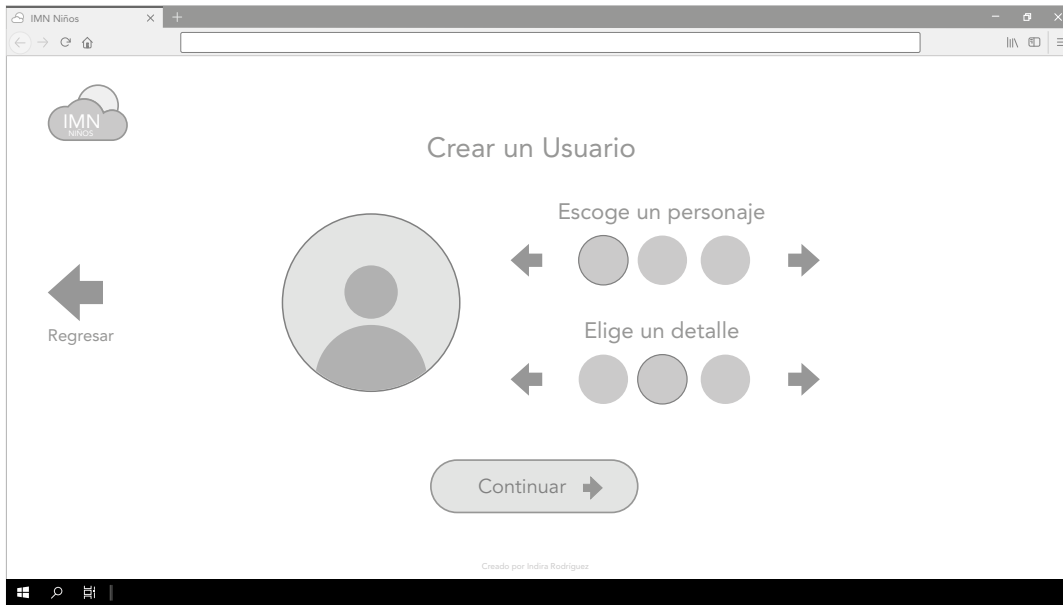 IMN Niños
IMN
NIÑOS
Crear un Usuario
Escoge un personaje
Elige un detalle
Regresar
Continuar
Creado por Indira Rodriguez